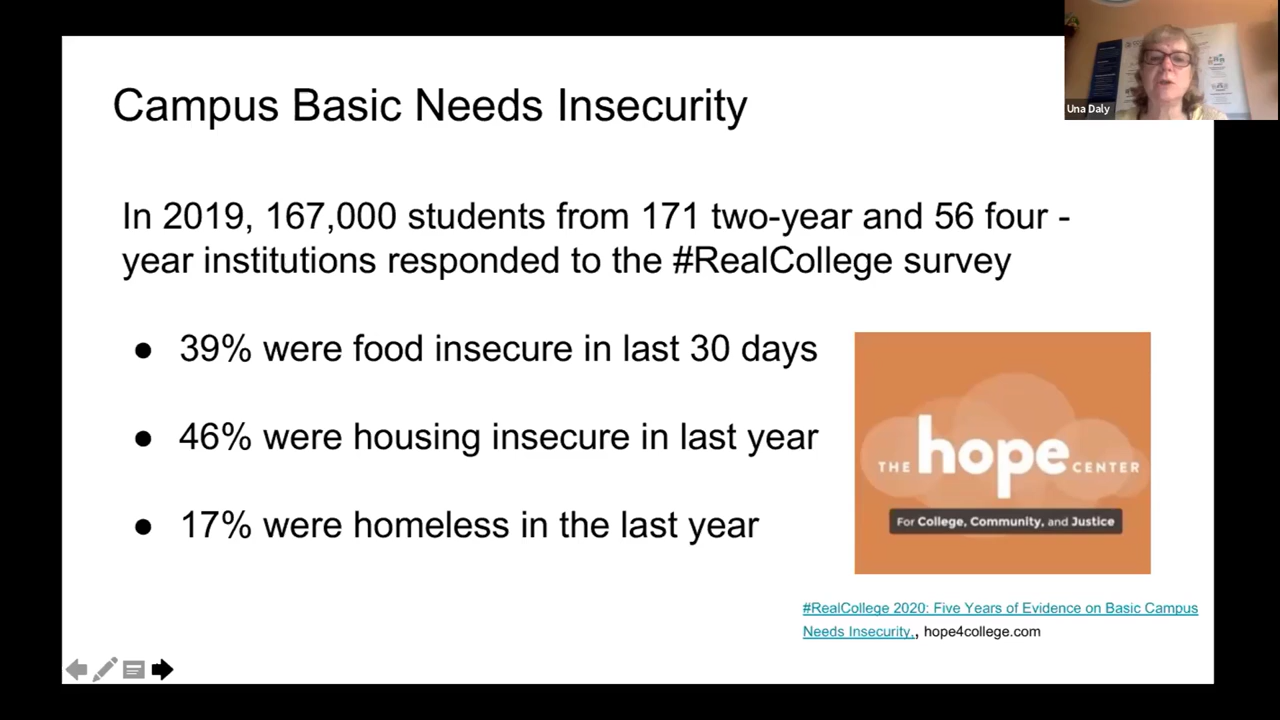 Campus Basic Needs Insecurity
Una Daly
In 2019, 167,000 students from 171 two-year and 56 four -
year institutions responded to the #RealCollege survey
● 39% were food insecure in last 30 days
● 46% were housing insecure in last year
● 17% were homeless in the last year
THE hope CENTER
For College, Community, and Justice
#RealCollege 2020: Five Years of Evidence on Basic Campus
Needs Insecurity,, hope4college.com